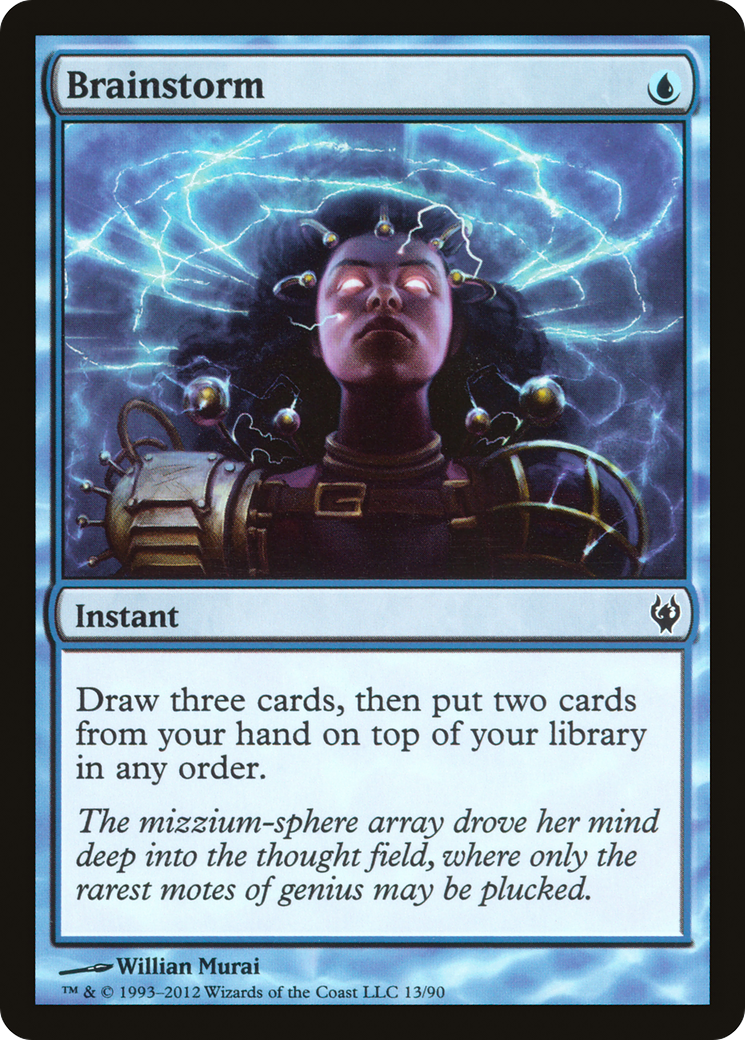 Brainstorm
Instant
Draw three cards, then put two cards
from your hand on top of your library
in any order.
The mizzium-sphere array drove her mind
deep into the thought field, where only the
rarest motes of genius may be plucked.
Willian Murai
™ & © 1993–2012 Wizards of the Coast LLC 13/90